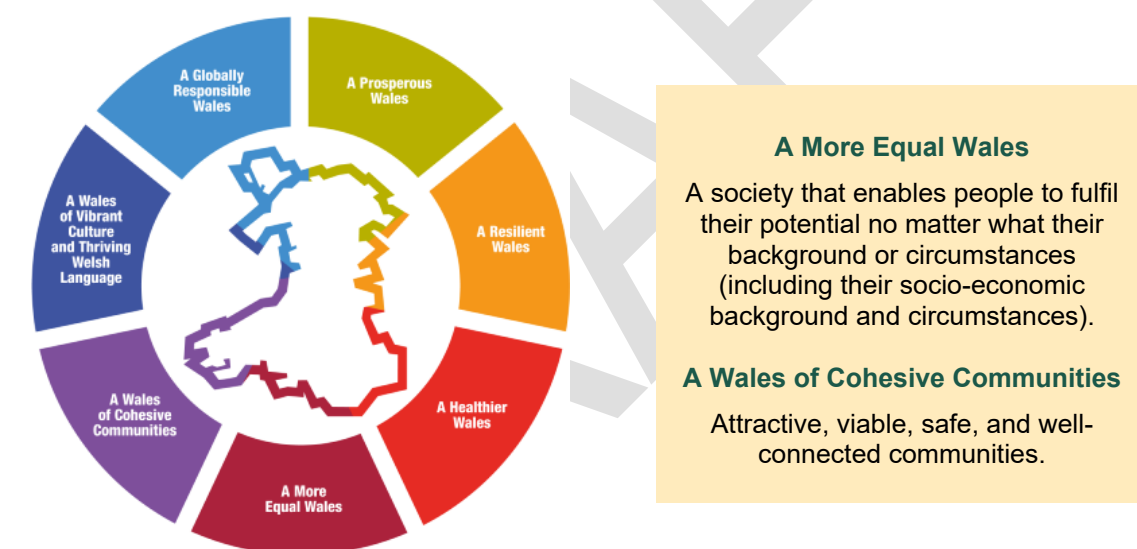 A Globally
Responsible
Wales
A Prosperous
Wales
A Resilient
Wales
A Healthier
Wales
A More
Equal Wales
A Wales
of Cohesive
Communities
A Wales
of Vibrant
Culture
and Thriving
Welsh
Language
A More Equal Wales
A society that enables people to fulfil
their potential no matter what their
background or circumstances
(including their socio-economic
background and circumstances).
A Wales of Cohesive Communities
Attractive, viable, safe, and well-
connected communities.